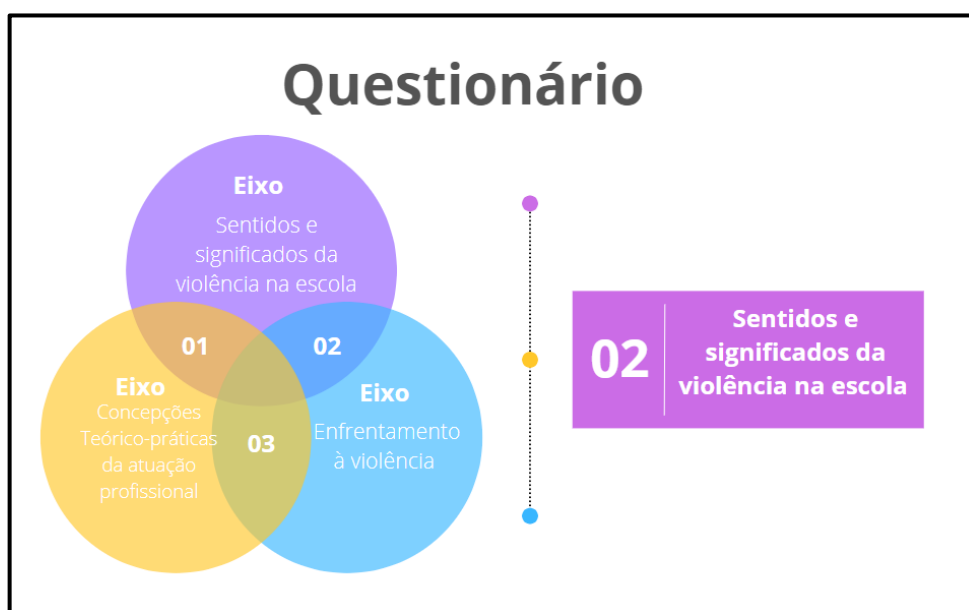 Questionário
Eixo
Sentidos e
significados da
violência na escola
01
02
Eixo
Concepções
Teórico-práticas
da atuação
profissional
03
Eixo
Enfrentamento
à violência
02
Sentidos e
significados da
violência na escola